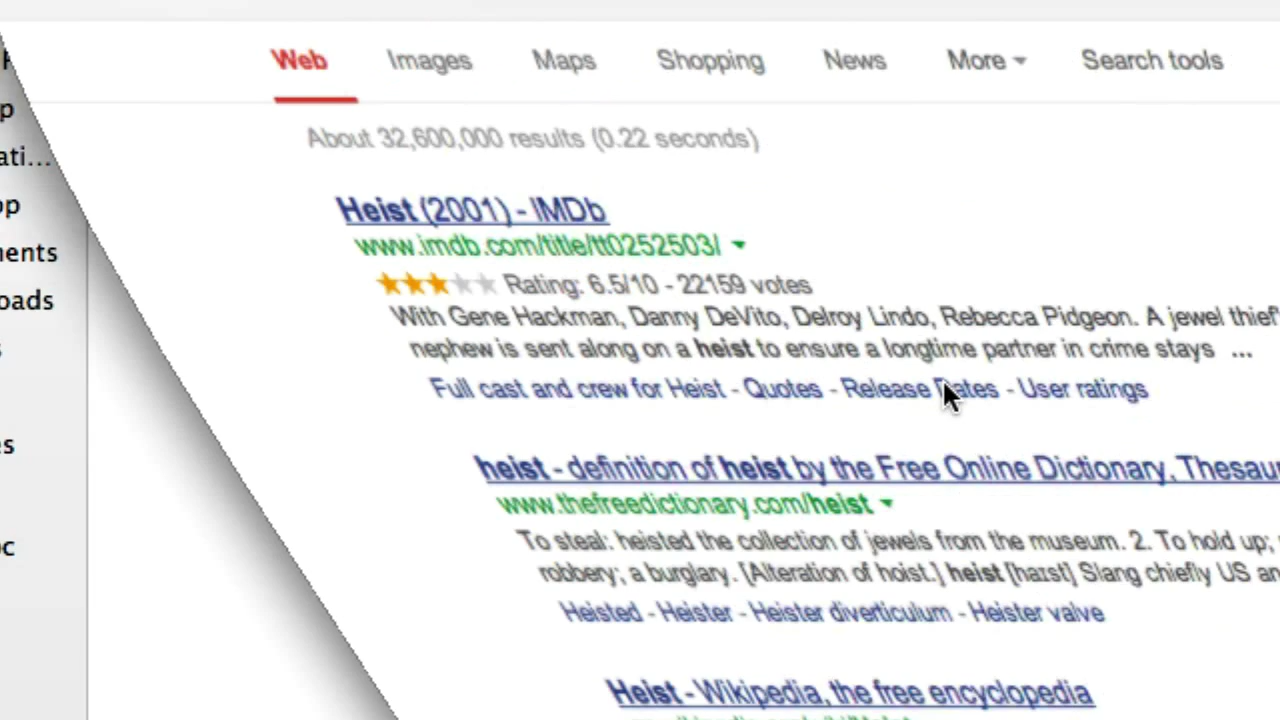 Web Images Maps Shopping News More Search tools
About 32,600,000 results (0.22 seconds)
p
ati...
op
ments
oads
s
es
oc
Heist (2001) - IMDb
www.imdb.com/title/tt0252503/
Rating: 6.5/10 - 22159 votes
With Gene Hackman, Danny DeVito, Delroy Lindo, Rebecca Pidgeon. A jewel thief'
nephew is sent along on a heist to ensure a longtime partner in crime stays ...
Full cast and crew for Heist - Quotes - Release Dates - User ratings
heist - definition of heist by the Free Online Dictionary, Thesau
www.thefreedictionary.com/heist
To steal: heisted the collection of jewels from the museum. 2. To hold up;
robbery; a burglary. [Alteration of hoist.] heist [haɪst] Slang chiefly US an
Heisted - Heister - Heister diverticulum - Heister valve
Heist - Wikipedia, the free encyclopedia